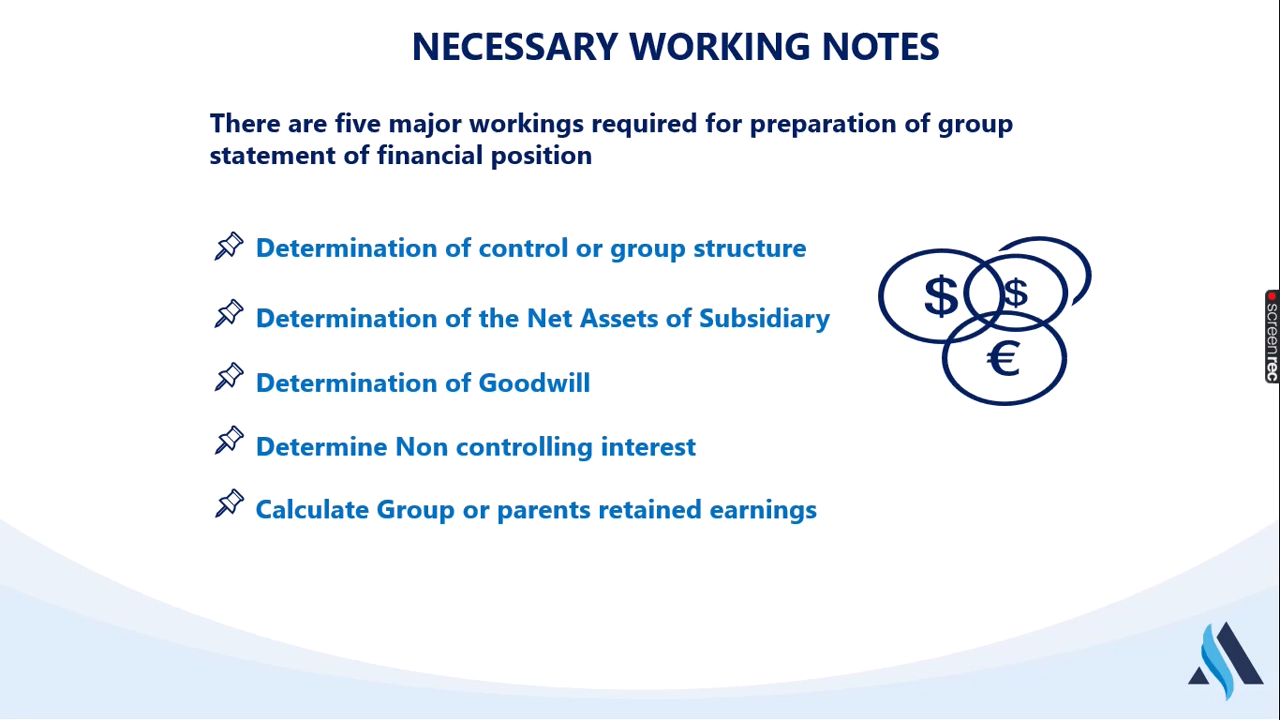 NECESSARY WORKING NOTES
There are five major workings required for preparation of group
statement of financial position
Determination of control or group structure
Determination of the Net Assets of Subsidiary
Determination of Goodwill
Determine Non controlling interest
Calculate Group or parents retained earnings
$
$
€
screenrec